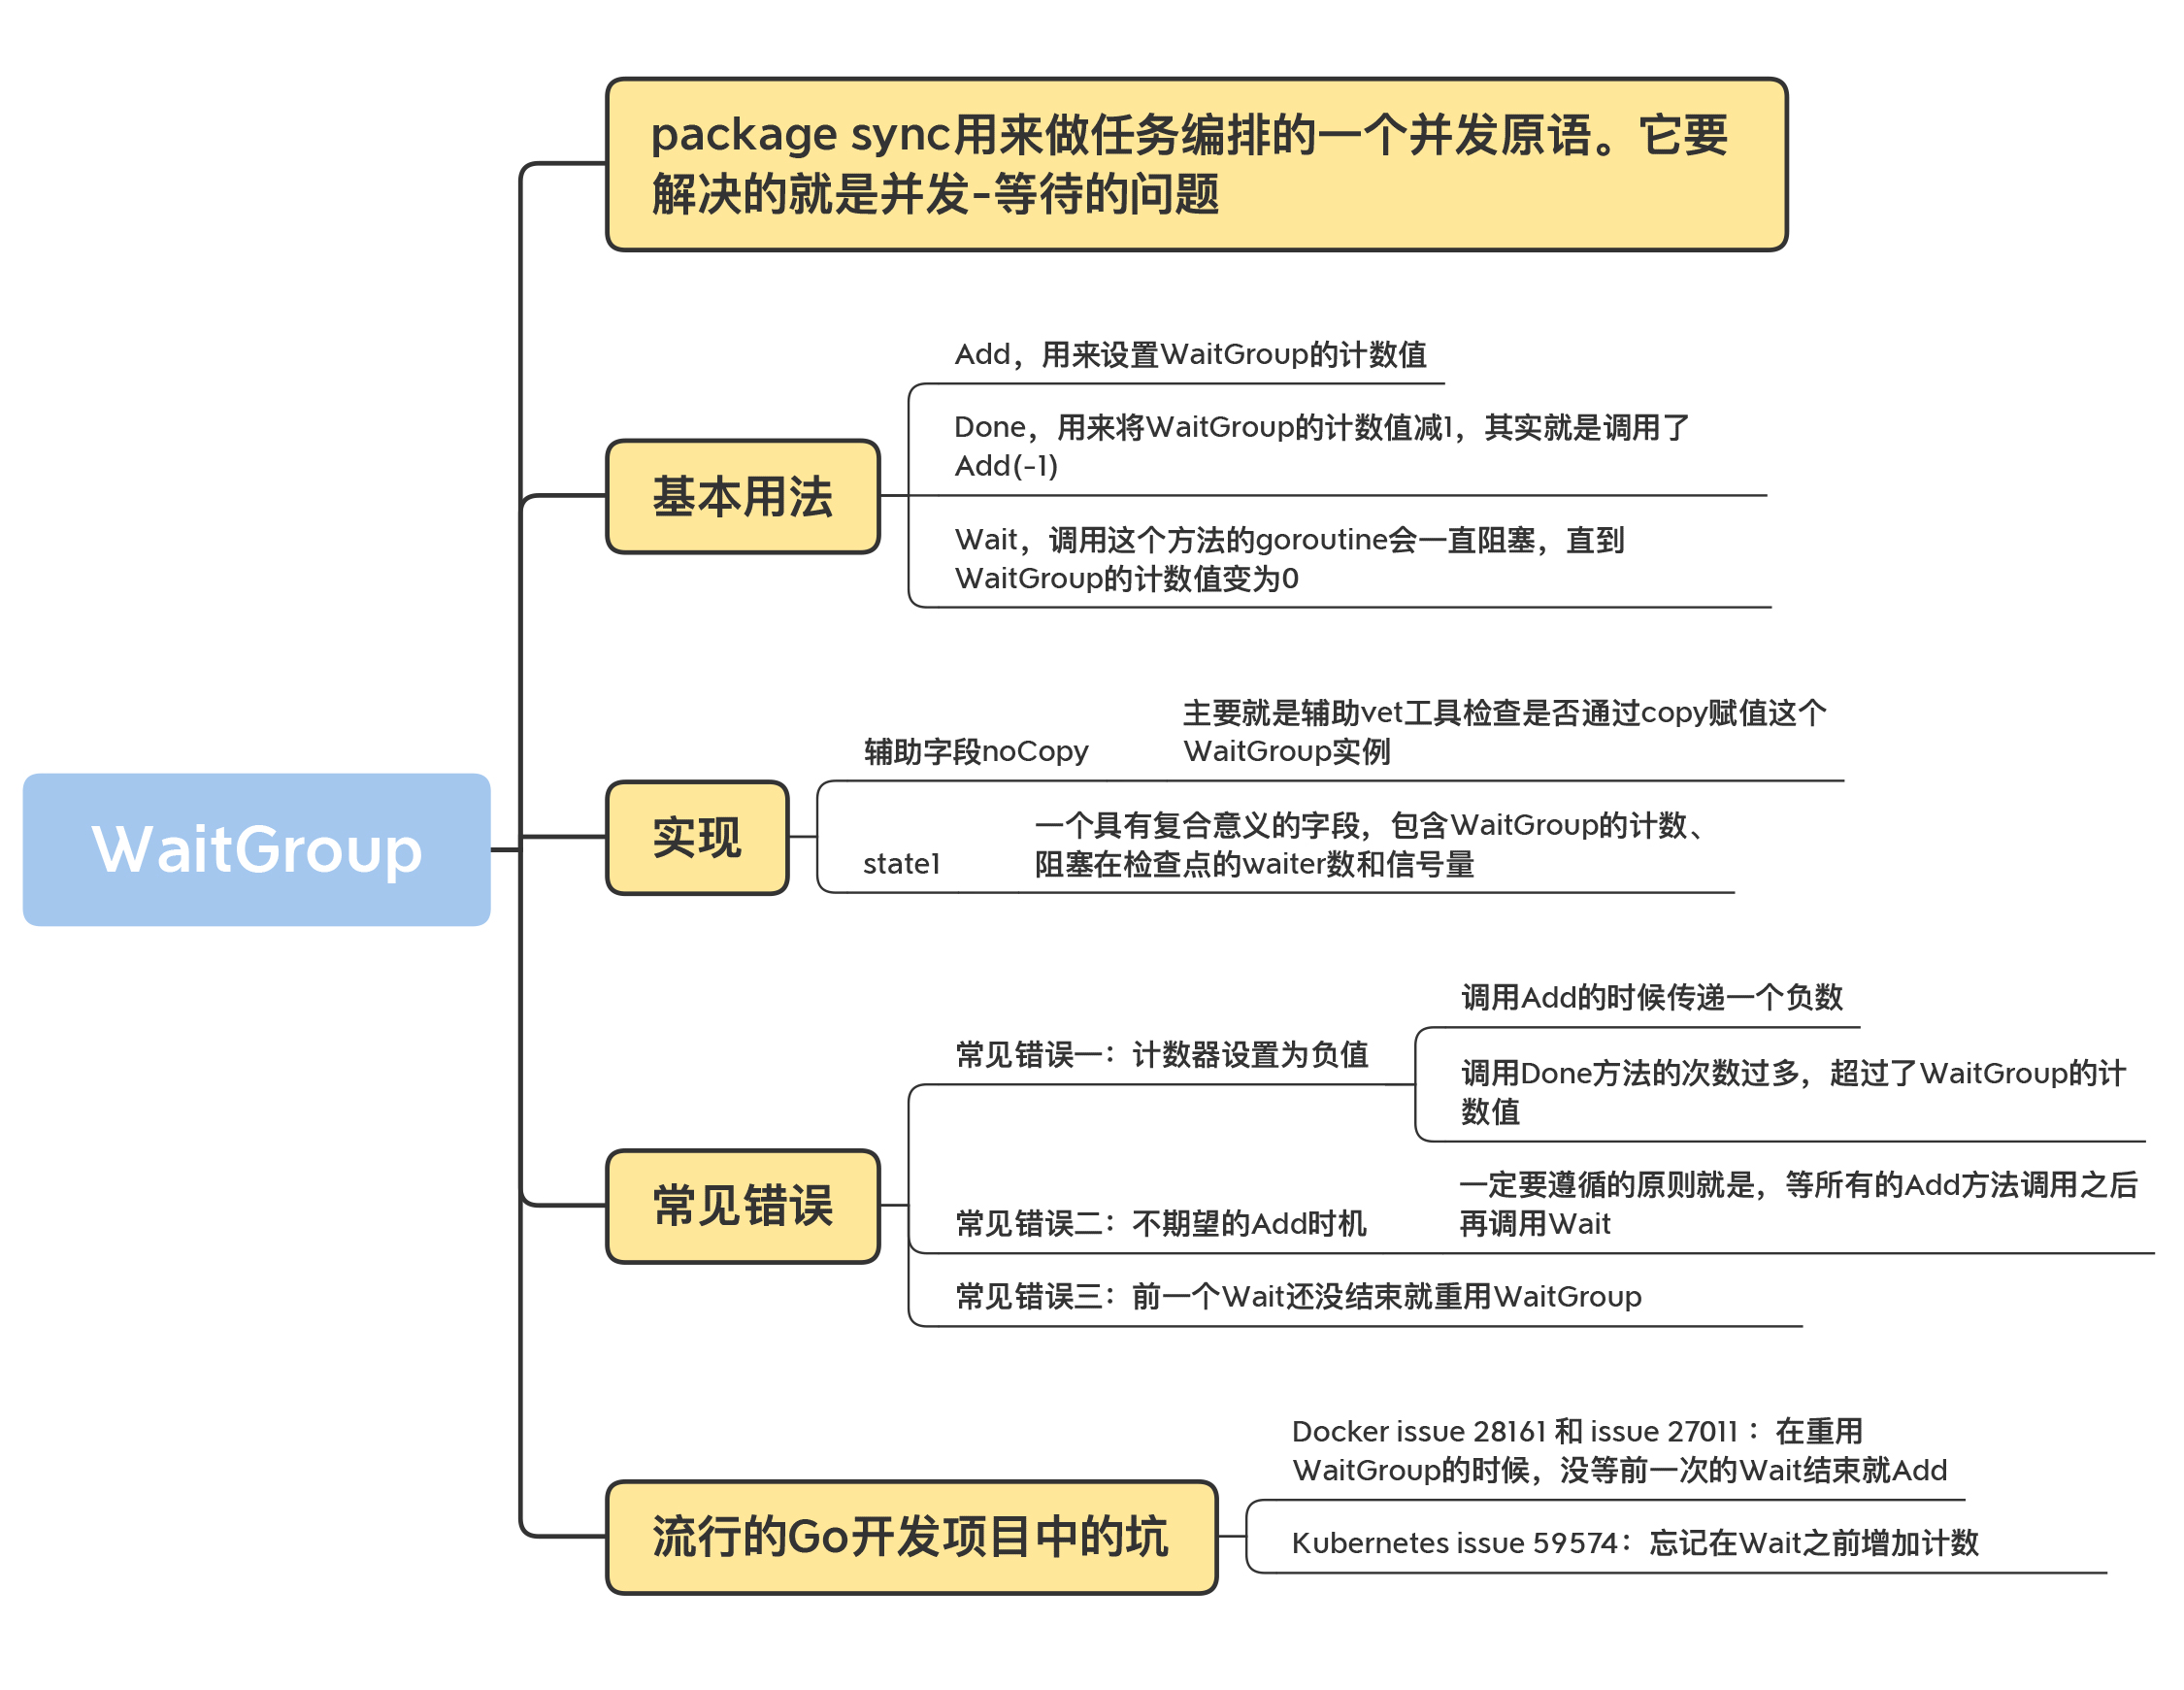 package sync用来做任务编排的一个并发原语。它要
解决的就是并发-等待的问题
Add，用来设置WaitGroup的计数值
Done，用来将WaitGroup的计数值减1，其实就是调用了
Add(-1)
基本用法
Wait，调用这个方法的goroutine会一直阻塞，直到
WaitGroup的计数值变为0
主要就是辅助vet工具检查是否通过copy赋值这个
WaitGroup实例
辅助字段noCopy
WaitGroup
实现
一个具有复合意义的字段，包含WaitGroup的计数、
阻塞在检查点的waiter数和信号量
state1
调用Add的时候传递一个负数
常见错误一：计数器设置为负值
调用Done方法的次数过多，超过了WaitGroup的计
数值
常见错误
一定要遵循的原则就是，等所有的Add方法调用之后
再调用Wait
常见错误二：不期望的Add时机
常见错误三：前一个Wait还没结束就重用WaitGroup
Docker issue 28161 和 issue 27011 ：在重用
WaitGroup的时候，没等前一次的Wait结束就Add
流行的Go开发项目中的坑
Kubernetes issue 59574：忘记在Wait之前增加计数